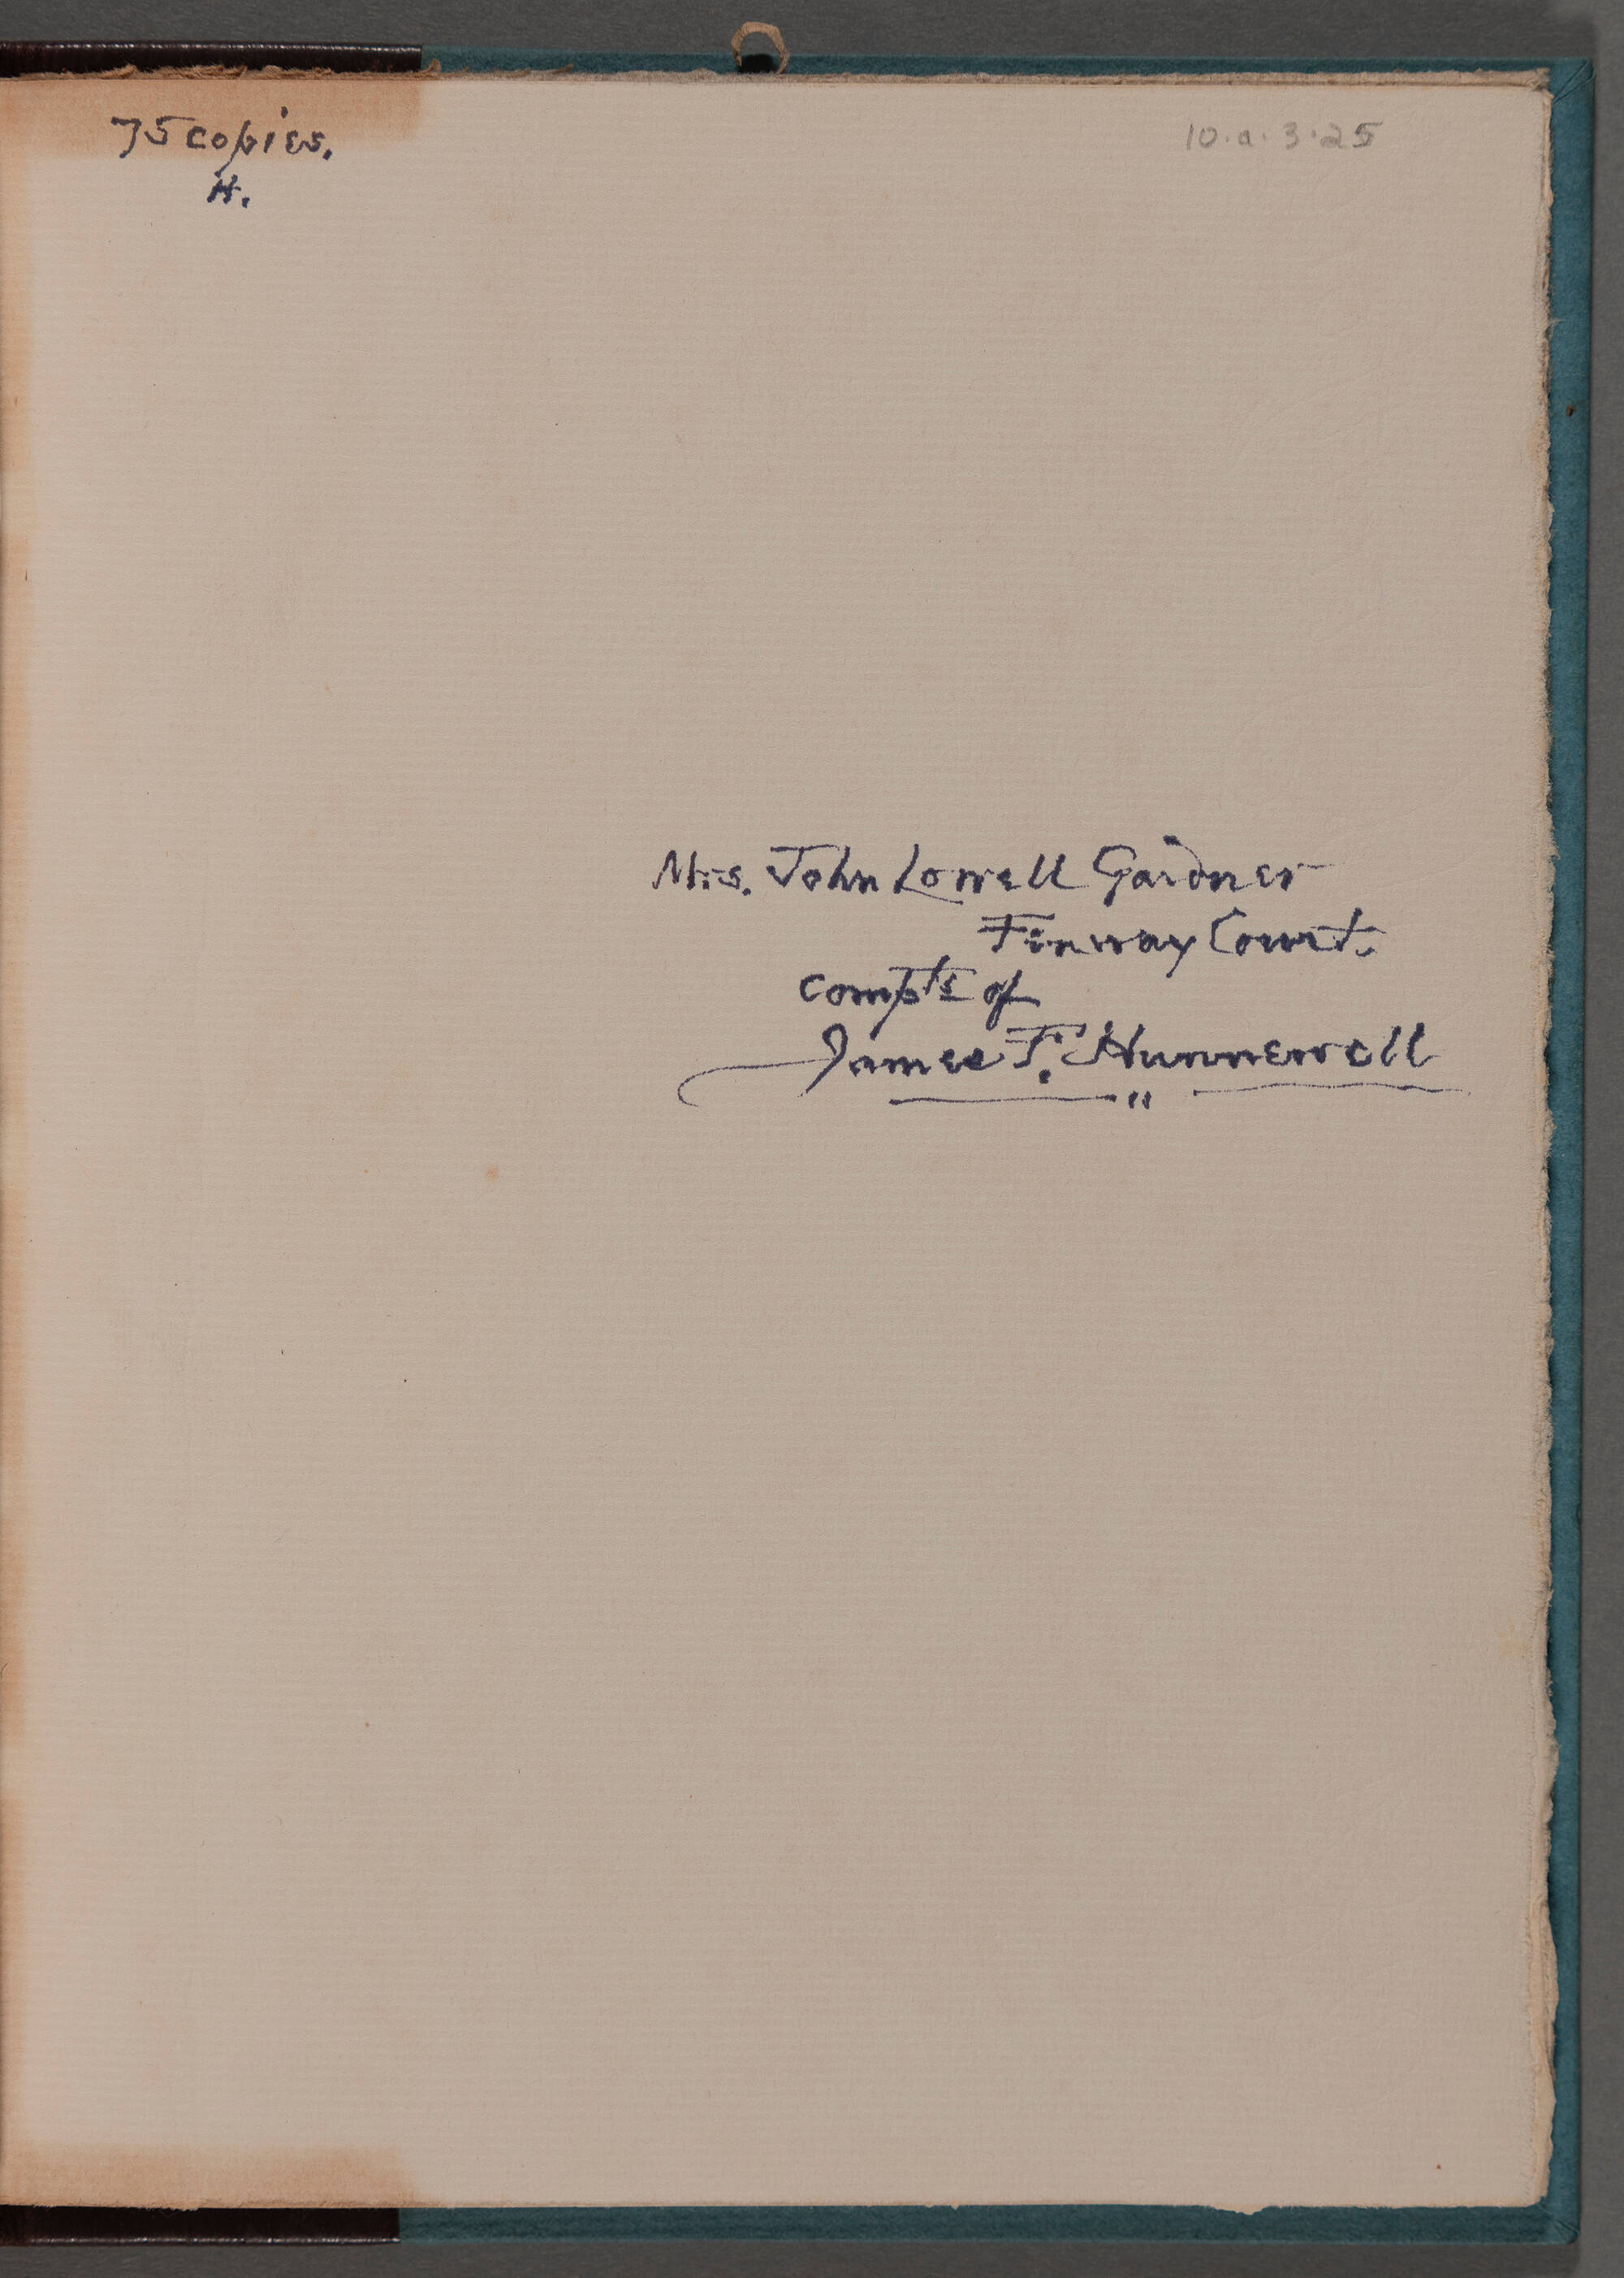 75 copies.
H.
10.a.3.25
Mrs. John Lowell Gardner
Fenway Court.
compts of
James F. Hunnewell
"